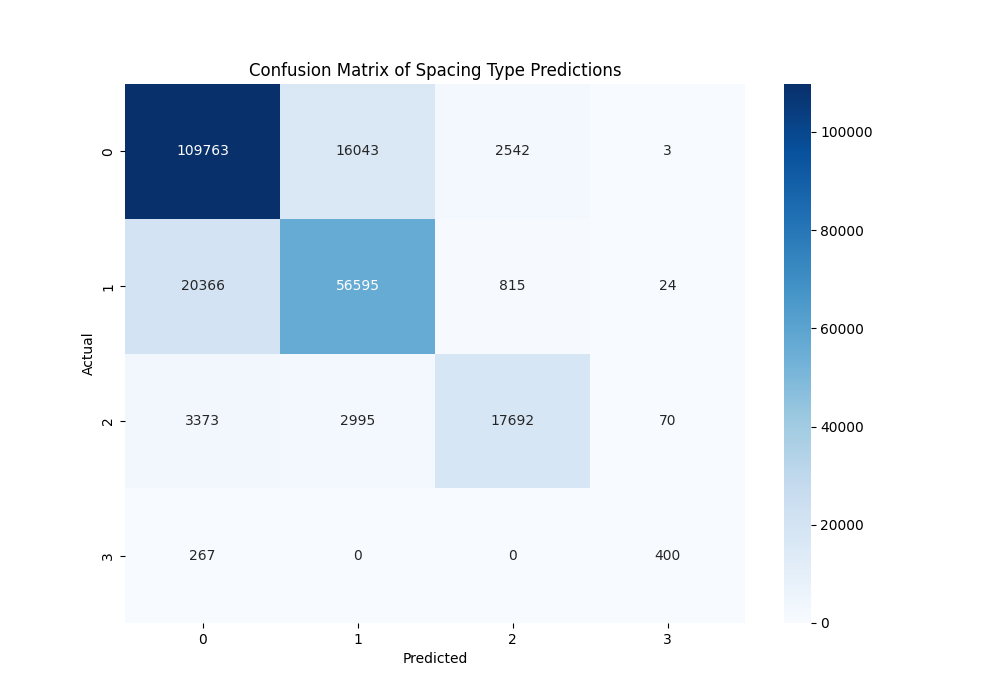 Confusion Matrix of Spacing Type Predictions
0 109763 16043 2542 3
1 20366 56595 815 24
2 3373 2995 17692 70
3 267 0 0 400
0 1 2 3
Predicted
Actual
100000
80000
60000
40000
20000
0